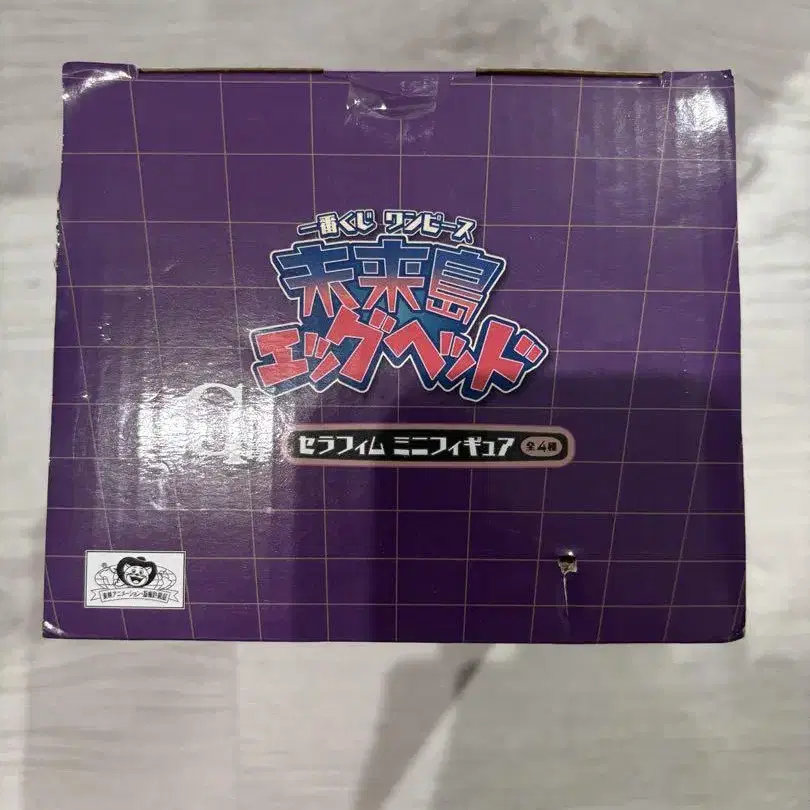 一番くじ ワンピース
未来島
エッグヘッド
セラフィム ミニフィギュア 全4種